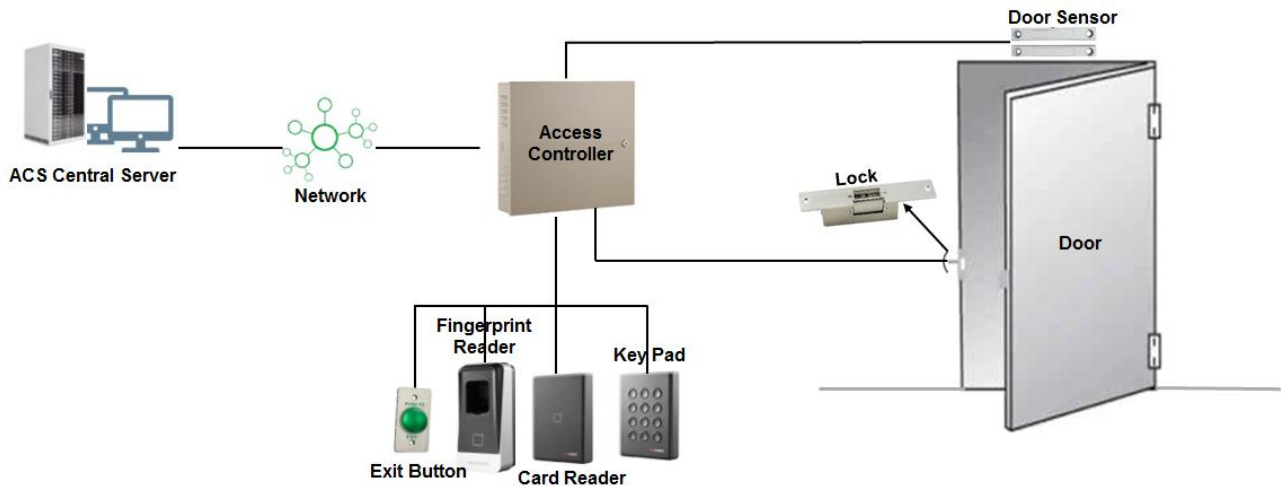 Door Sensor
Access
Controller
ACS Central Server
Network
Lock
Door
Fingerprint
Reader
Key Pad
Exit Button
Card Reader